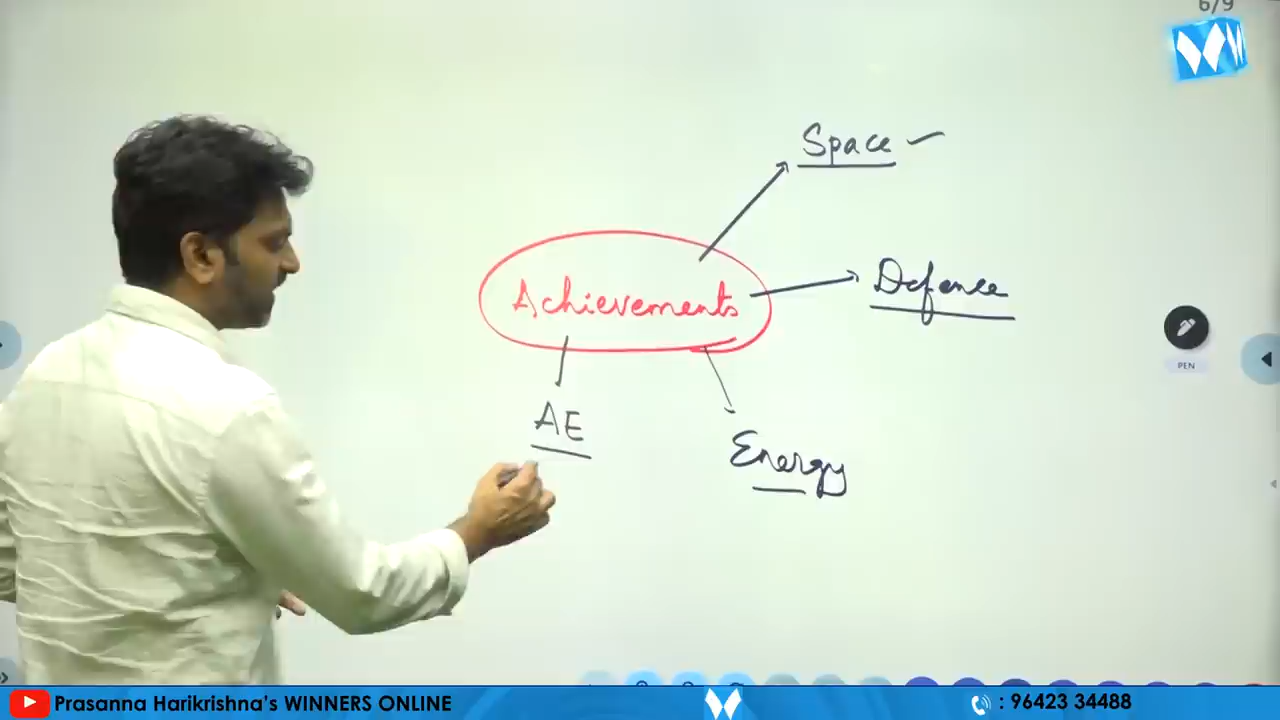 6/9
Space
Achievements
Defence
AE
Energy
PEN
Prasanna Harikrishna's WINNERS ONLINE
: 96423 34488